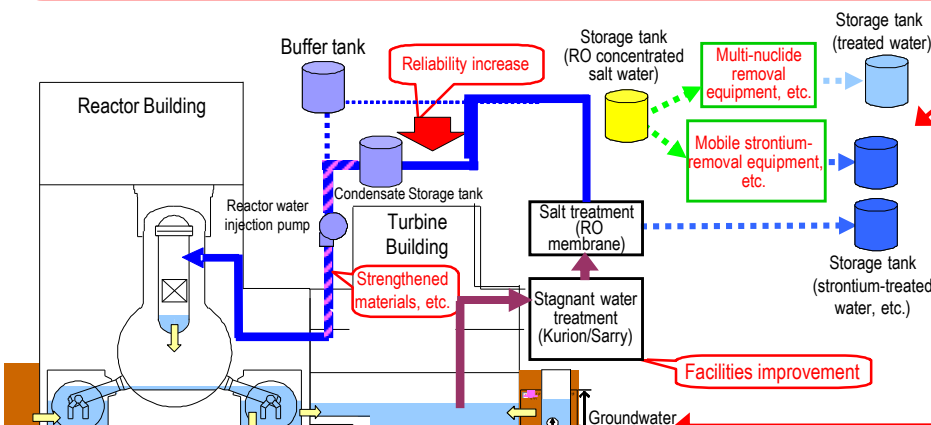 Storage tank
(treated water)
Storage tank
(RO concentrated
salt water)
Buffer tank
Reliability increase
Multi-nuclide
removal
equipment, etc.
Reactor Building
Mobile strontium-
removal equipment,
etc.
Condensate Storage tank
Reactor water
injection pump
Turbine
Building
Salt treatment
(RO
membrane)
Storage tank
(strontium-treated
water, etc.)
Strengthened
materials, etc.
Stagnant water
treatment
(Kurion/Sarry)
Facilities improvement
Groundwater